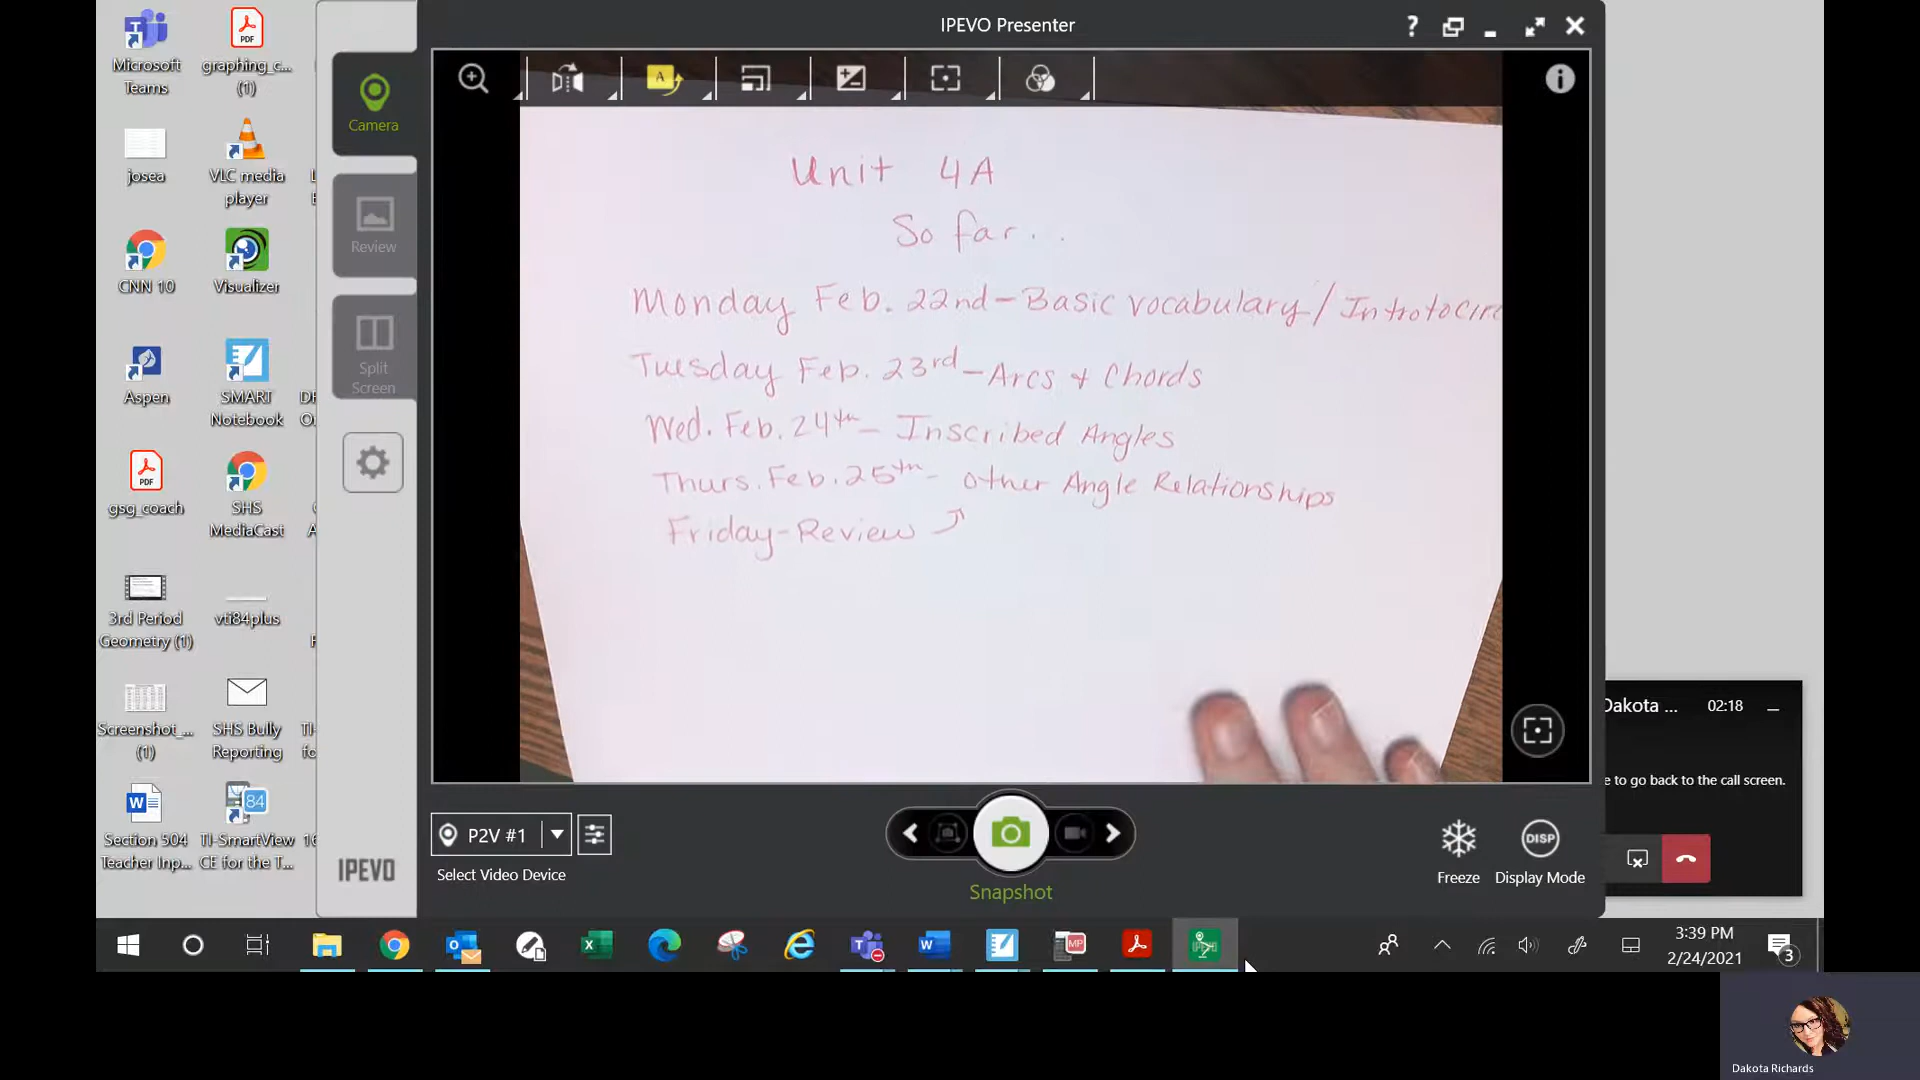 IPEVO Presenter
Microsoft
Teams
graphing_c...
(1)
josea
VLC media
player
CNN 10
Visualizer
Aspen
SMART
Notebook
gsg_coach
SHS
MediaCast
3rd Period
Geometry (1)
vti84plus
Screenshot_...
(1)
SHS Bully
Reporting
Section 504
Teacher Inp...
TI-SmartView
CE for the T...
Camera
Review
Split
Screen
IPEVO
Unit 4A
So far...
Monday Feb. 22nd - Basic vocabulary / Intro to circ
Tuesday Feb. 23rd - Arcs + Chords
Wed. Feb. 24th - Inscribed Angles
Thurs. Feb. 25th - Other Angle Relationships
Friday - Review
P2V #1
Select Video Device
Snapshot
Freeze
DISP
Display Mode
Dakota ...
02:18
e to go back to the call screen.
3:39 PM
2/24/2021
3
Dakota Richards